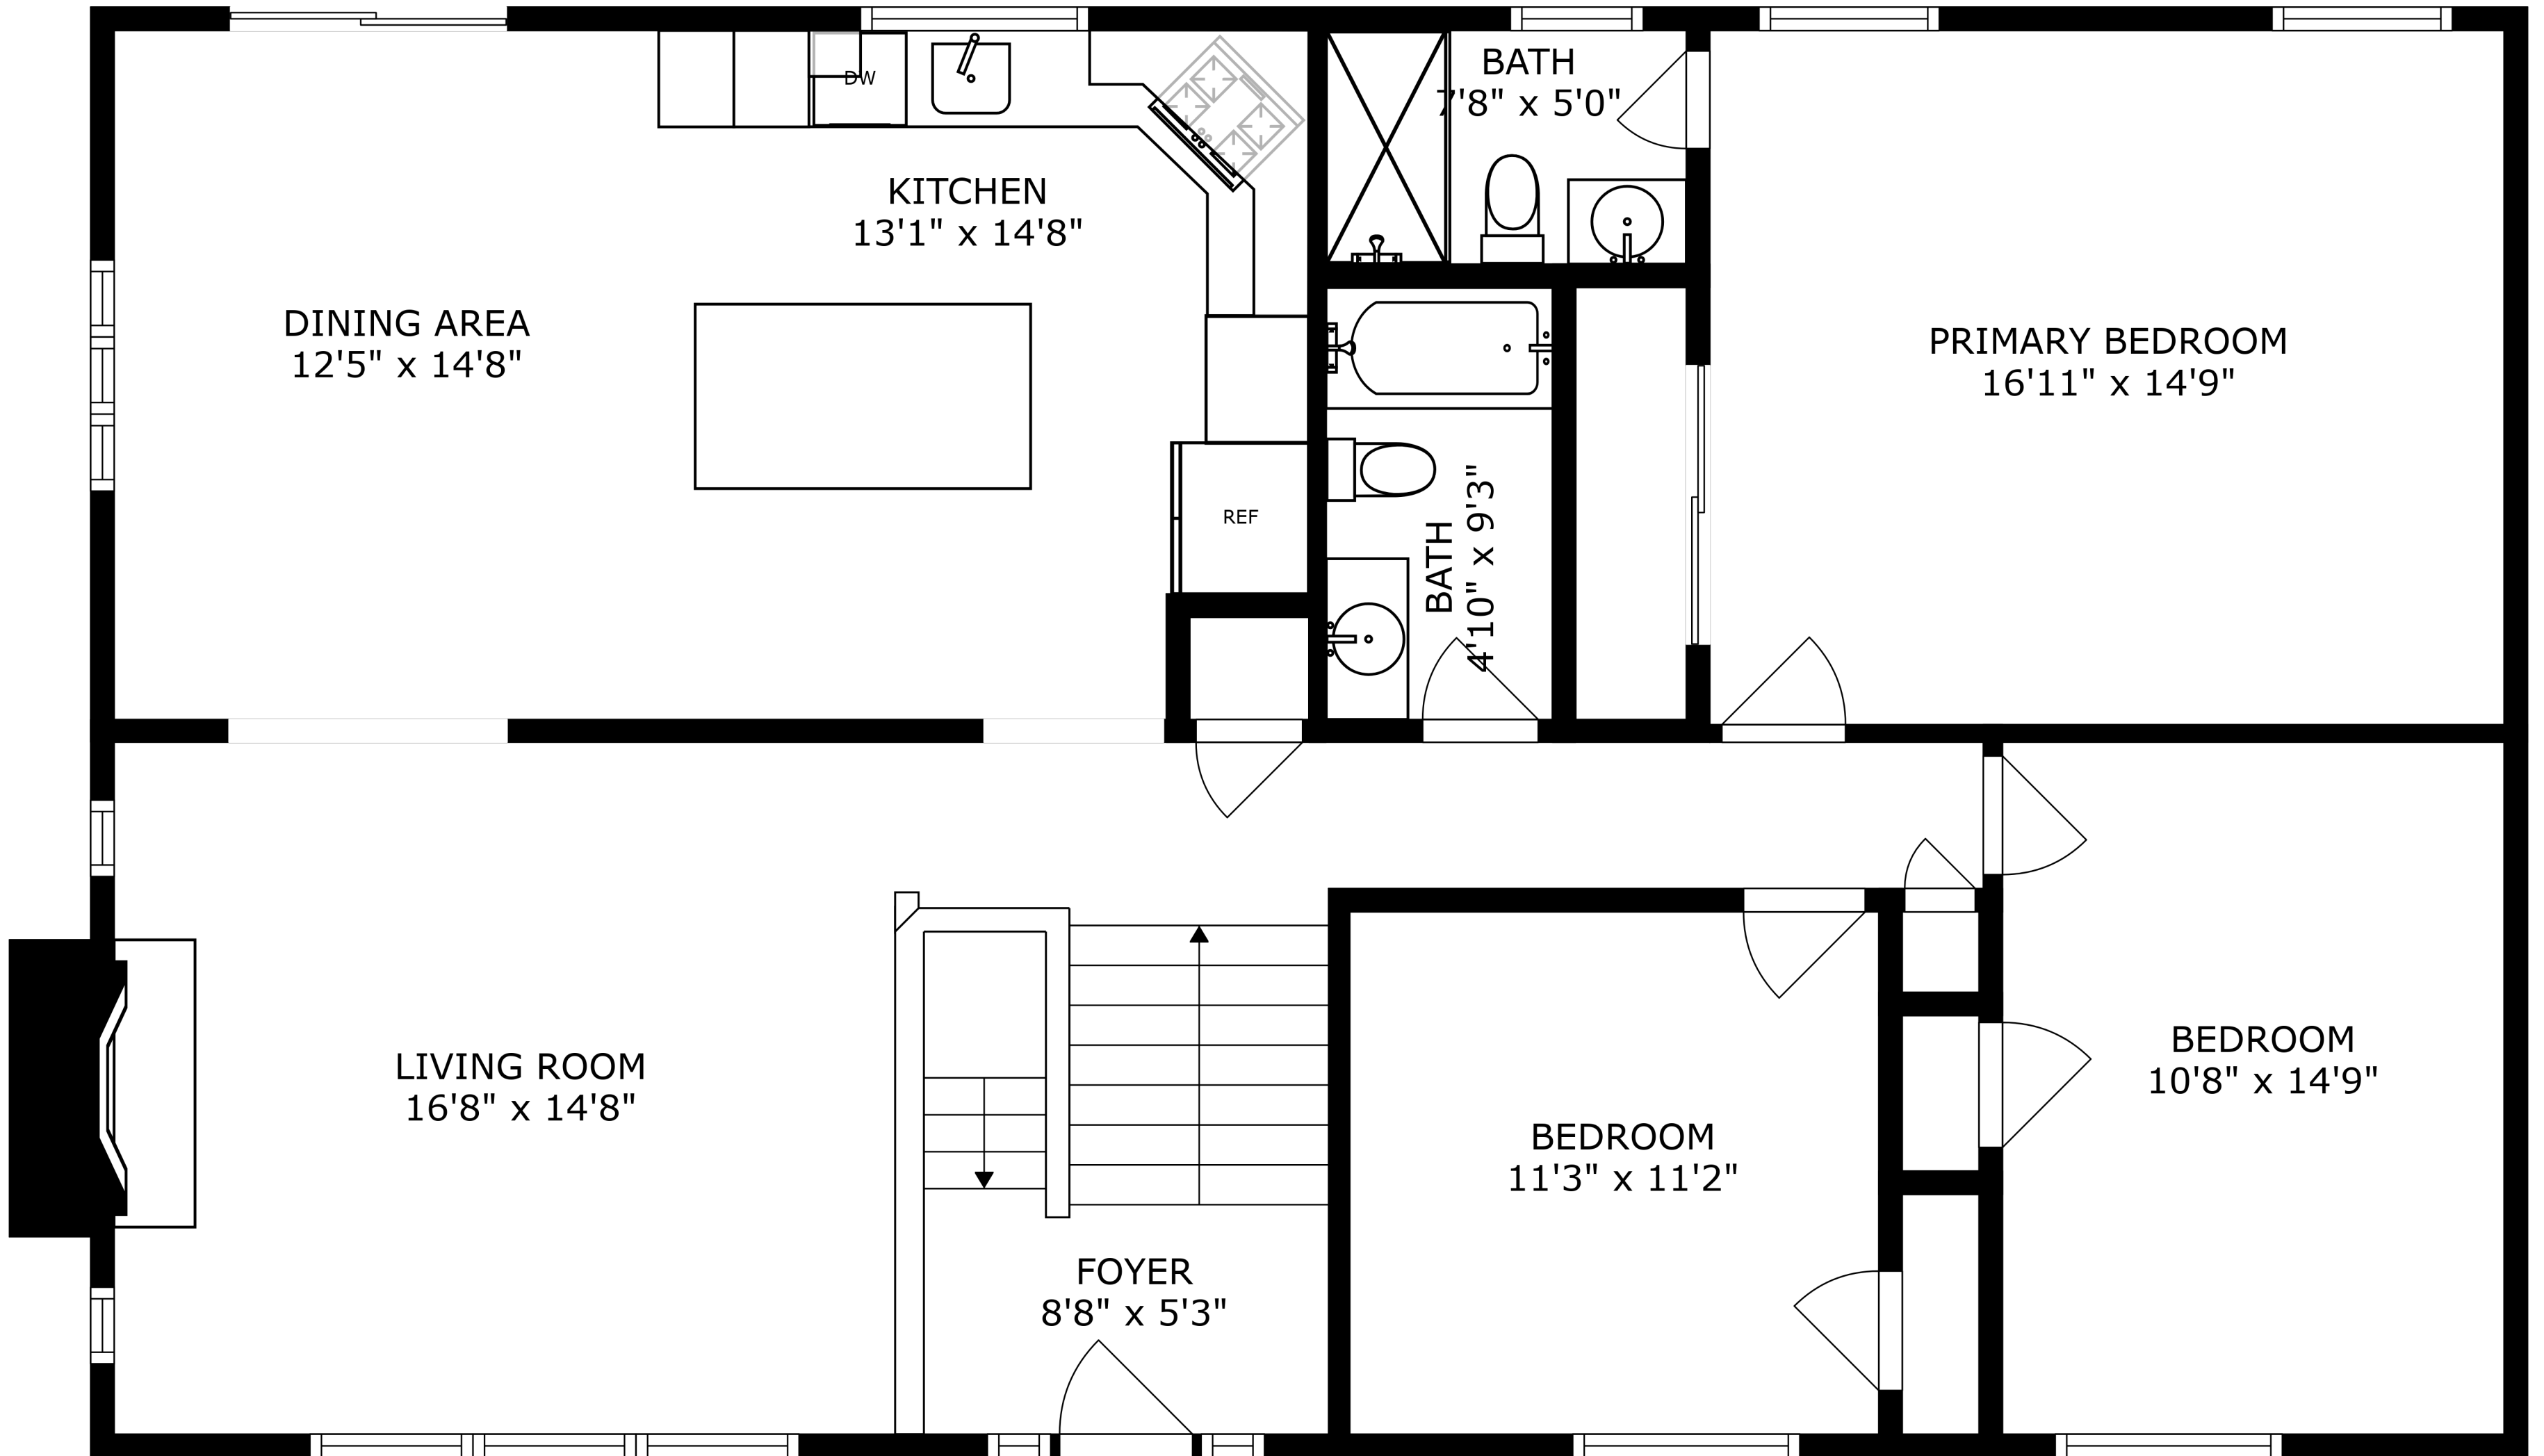 BATH
7'8" x 5'0"
DW
KITCHEN
13'1" x 14'8"
DINING AREA
12'5" x 14'8"
PRIMARY BEDROOM
16'11" x 14'9"
REF
BATH
4'10" x 9'3"
LIVING ROOM
16'8" x 14'8"
BEDROOM
10'8" x 14'9"
BEDROOM
11'3" x 11'2"
FOYER
8'8" x 5'3"